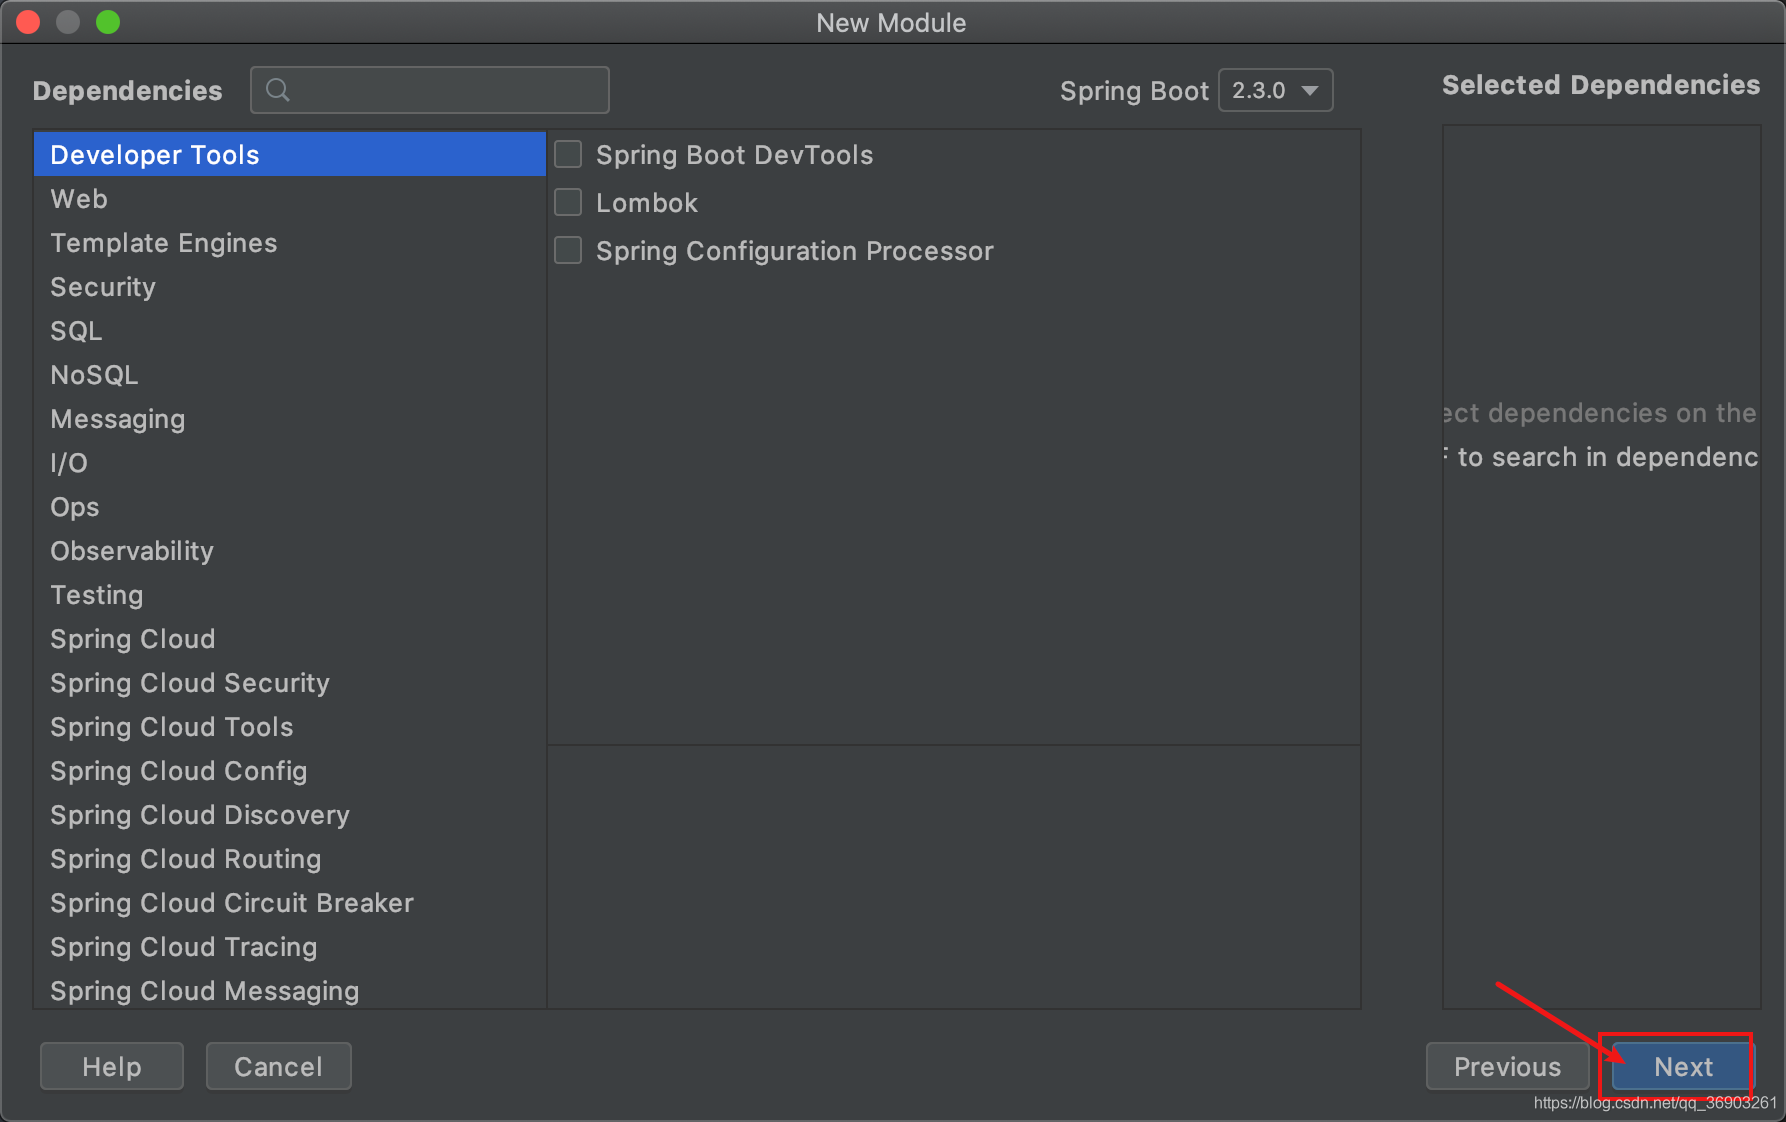 New Module
Dependencies
Spring Boot 2.3.0
Selected Dependencies
Developer Tools
Web
Template Engines
Security
SQL
NoSQL
Messaging
I/O
Ops
Observability
Testing
Spring Cloud
Spring Cloud Security
Spring Cloud Tools
Spring Cloud Config
Spring Cloud Discovery
Spring Cloud Routing
Spring Cloud Circuit Breaker
Spring Cloud Tracing
Spring Cloud Messaging
Spring Boot DevTools
Lombok
Spring Configuration Processor
ect dependencies on the
F to search in dependenc
Help
Cancel
Previous
Next
https://blog.csdn.net/qq_36903261